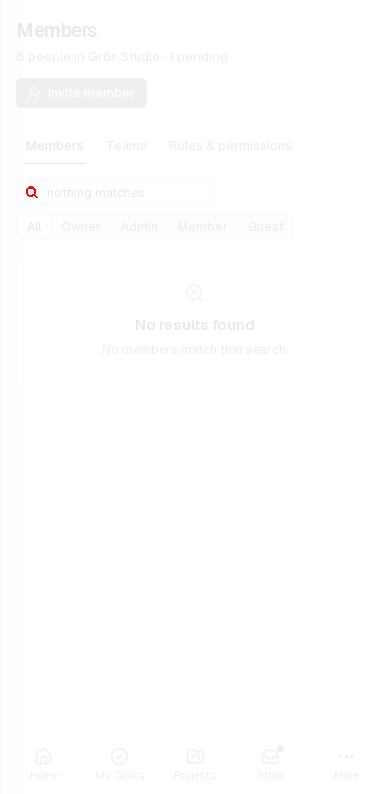 Members
8 people in Gr8r Studio · 1 pending
Invite member
Members Teams Roles & permissions
nothing matches
All Owner Admin Member Guest
No results found
No members match that search.
Home My Tasks Projects Inbox More